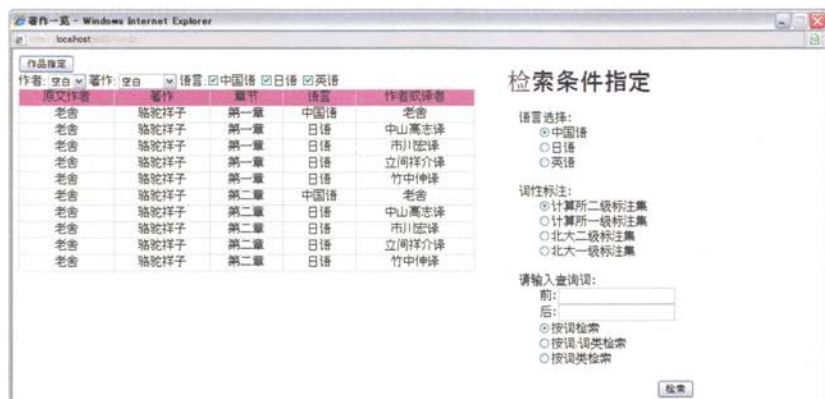 著作一览 - Windows Internet Explorer
localhost
作品指定
作者: 空白 著作: 空白 语言: 中国语 日语 英语
原文作者 著作 章节 语言 作者或译者
老舍 骆驼祥子 第一章 中国语 老舍
老舍 骆驼祥子 第一章 日语 中山高志译
老舍 骆驼祥子 第一章 日语 市川宏译
老舍 骆驼祥子 第一章 日语 立间祥介译
老舍 骆驼祥子 第一章 日语 竹中伸译
老舍 骆驼祥子 第二章 中国语 老舍
老舍 骆驼祥子 第二章 日语 中山高志译
老舍 骆驼祥子 第二章 日语 市川宏译
老舍 骆驼祥子 第二章 日语 立间祥介译
老舍 骆驼祥子 第二章 日语 竹中伸译
检索条件指定
语言选择:
中国语
日语
英语
词性标注:
计算所二级标注集
计算所一级标注集
北大二级标注集
北大一级标注集
请输入查询词:
前:
后:
按词检索
按词,词类检索
按词类检索
检索